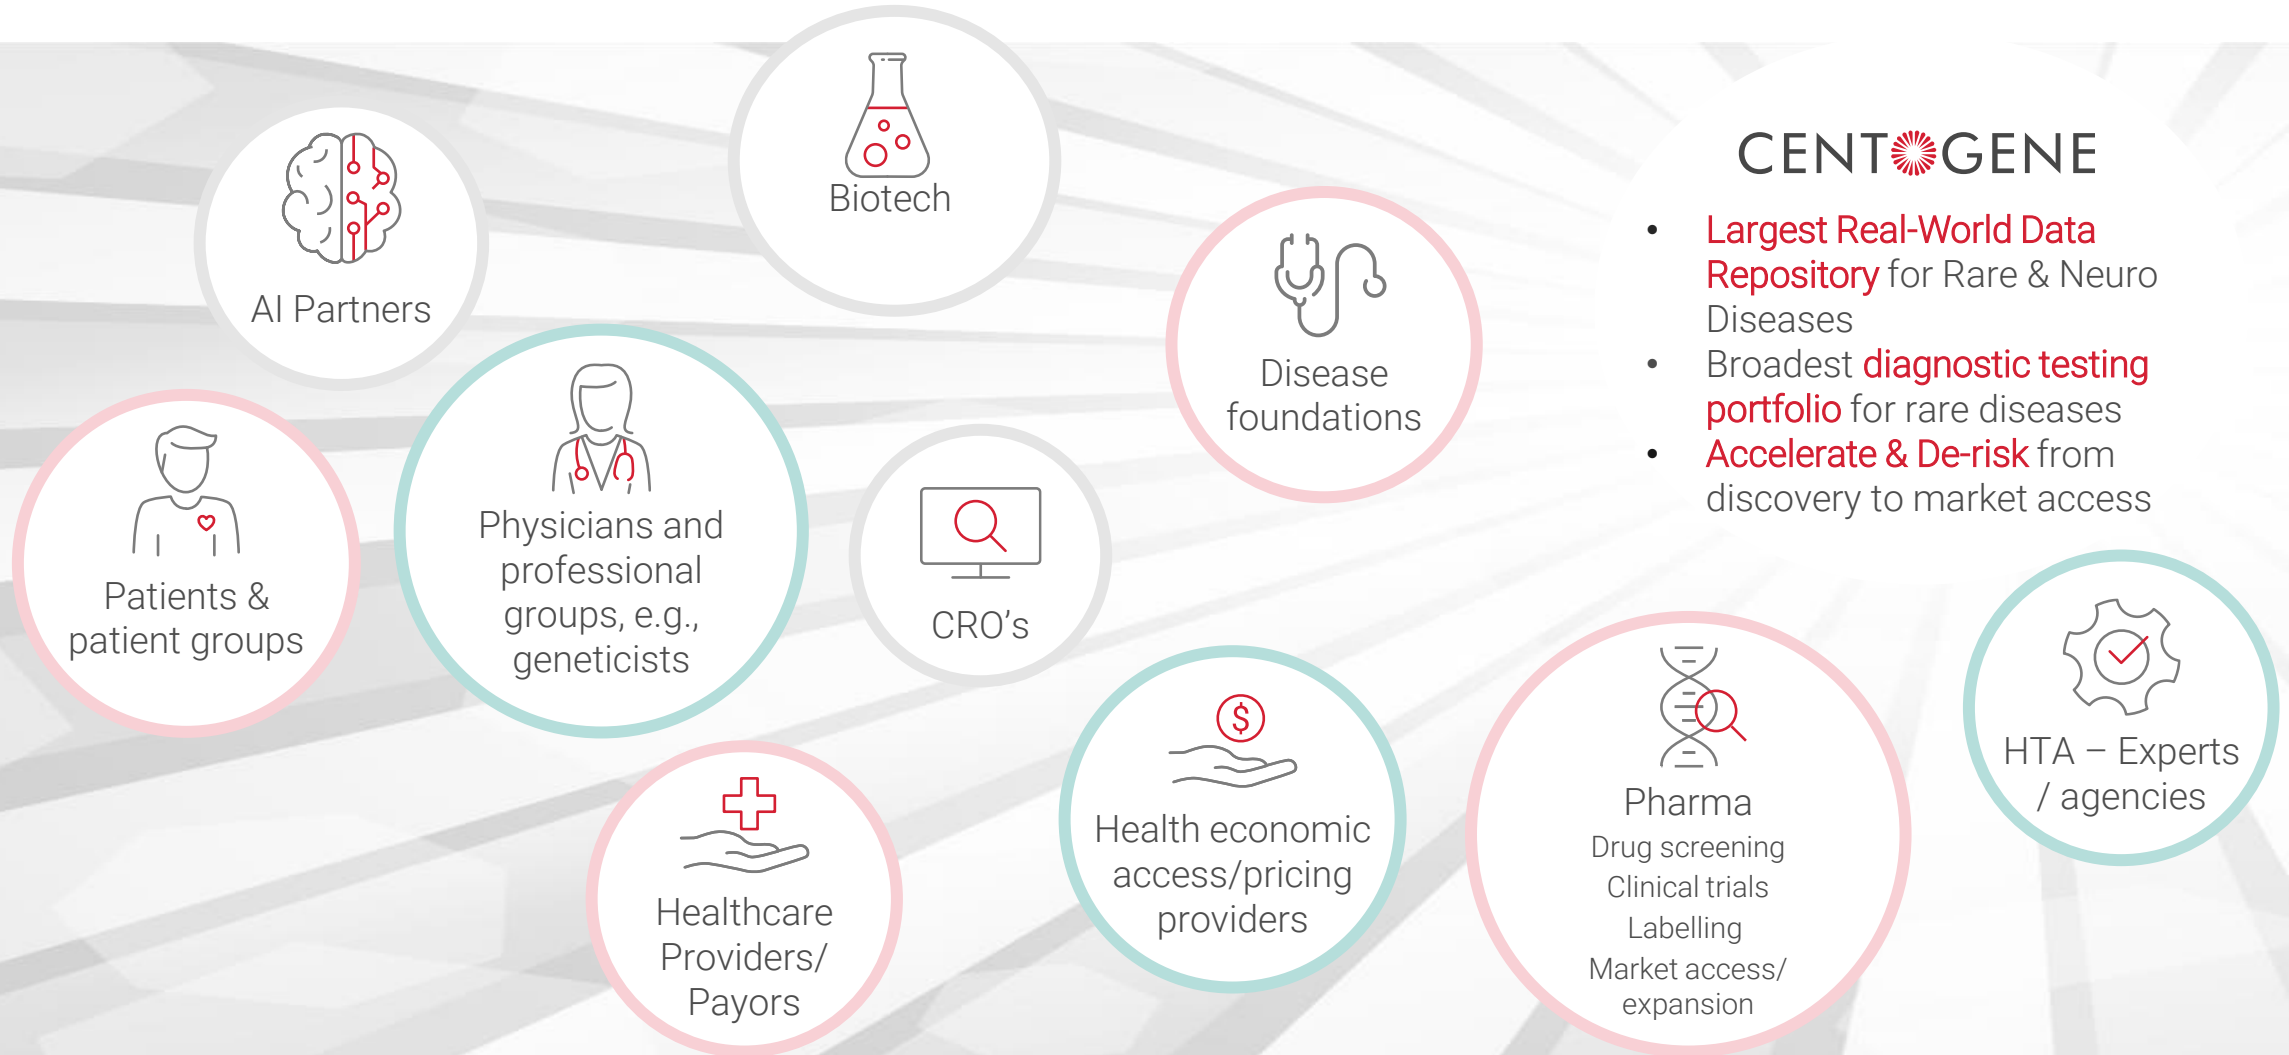 Biotech
AI Partners
CENTOGENE
• Largest Real-World Data
Repository for Rare & Neuro
Diseases
• Broadest diagnostic testing
portfolio for rare diseases
• Accelerate & De-risk from
discovery to market access
Disease
foundations
Patients &
patient groups
Physicians and
professional
groups, e.g.,
geneticists
CRO's
HTA – Experts
/ agencies
Healthcare
Providers/
Payors
$
Health economic
access/pricing
providers
Pharma
Drug screening
Clinical trials
Labelling
Market access/
expansion